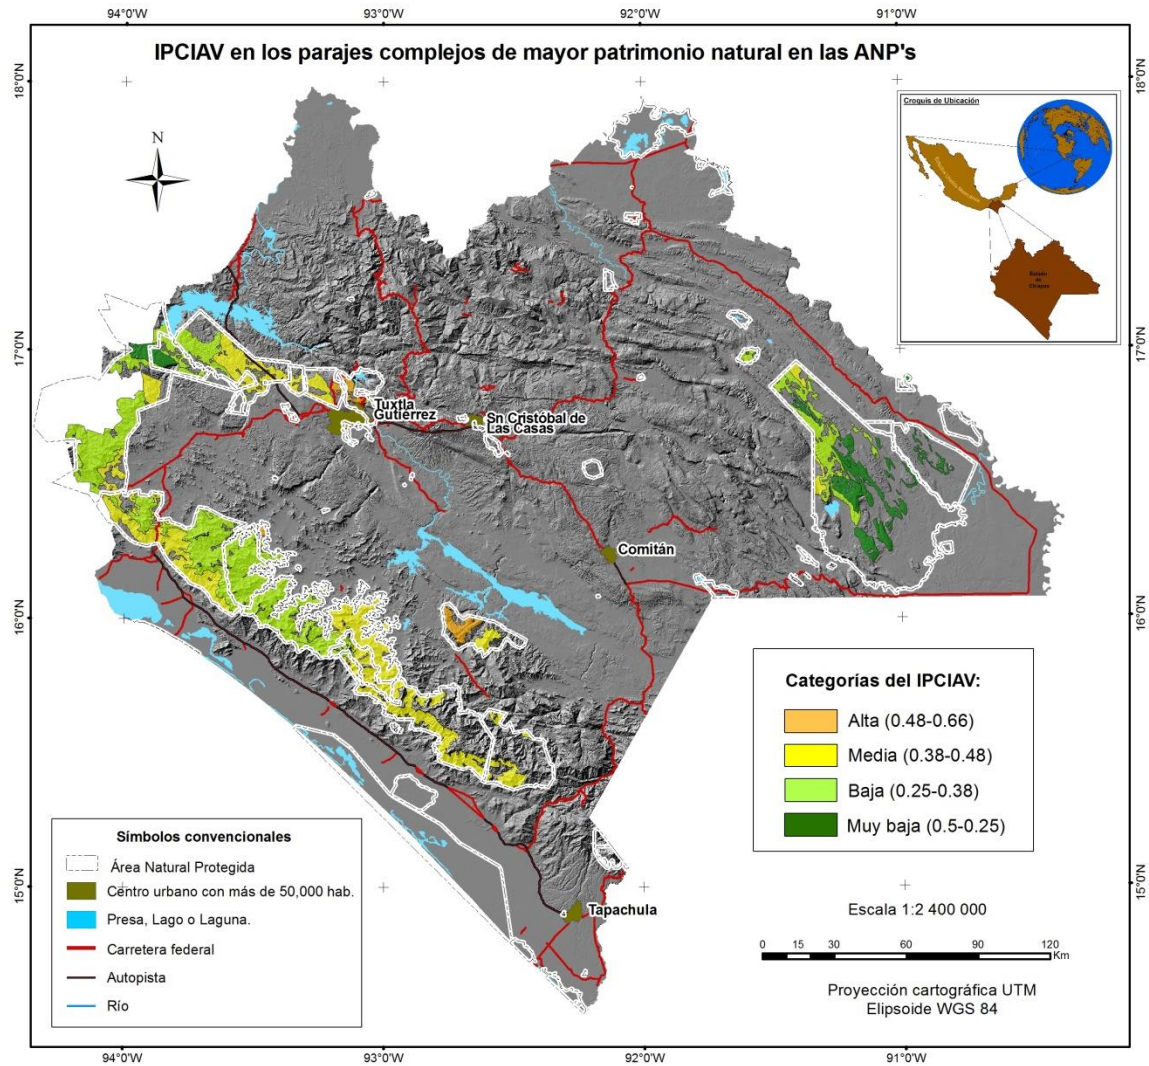 94°0'W 93°0'W 92°0'W 91°0'W
IPCIAV en los parajes complejos de mayor patrimonio natural en las ANP's
18°0'N 18°0'N
Croquis de Ubicación
Estado
de
Chiapas
N
17°0'N 17°0'N
Tuxtla
Gutiérrez
Sn Cristóbal de
Las Casas
Comitán
16°0'N 16°0'N
Categorías del IPCIAV:
Alta (0.48-0.66)
Media (0.38-0.48)
Baja (0.25-0.38)
Muy baja (0.5-0.25)
Símbolos convencionales
Área Natural Protegida
Centro urbano con más de 50,000 hab.
Presa, Lago o Laguna.
Carretera federal
Autopista
Río
15°0'N 15°0'N
Tapachula
Escala 1:2 400 000
0 15 30 60 90 120
Km
Proyección cartográfica UTM
Elipsoide WGS 84
94°0'W 93°0'W 92°0'W 91°0'W